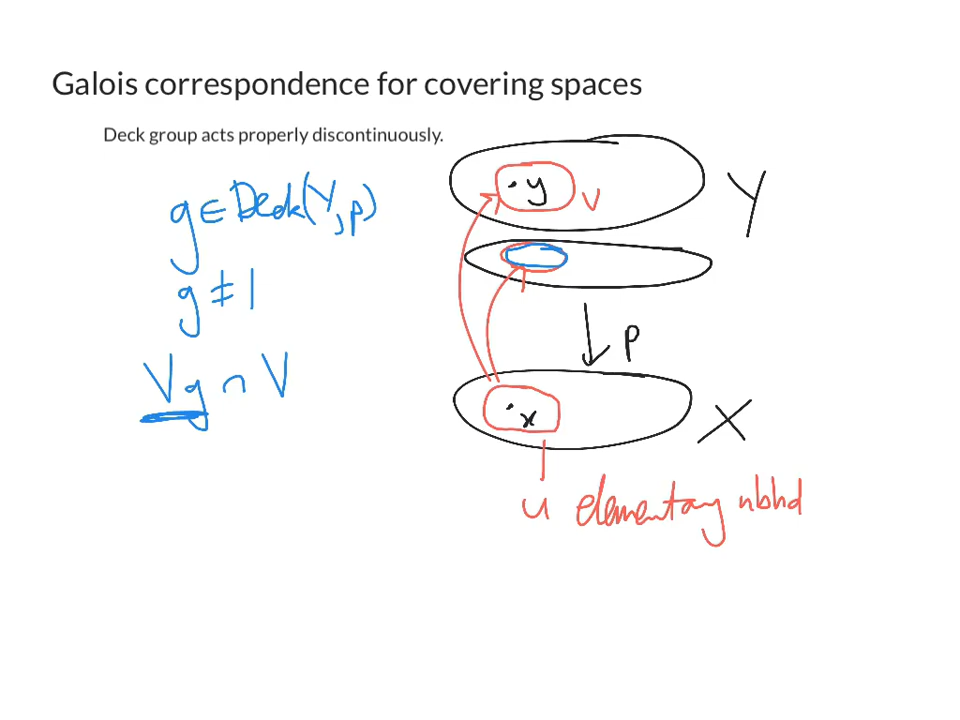 Galois correspondence for covering spaces
Deck group acts properly discontinuously.
g ∈ Deck(Y, p)
g ≠ 1
Vg ∩ V
y
V
Y
p
x
X
u elementary nbhd